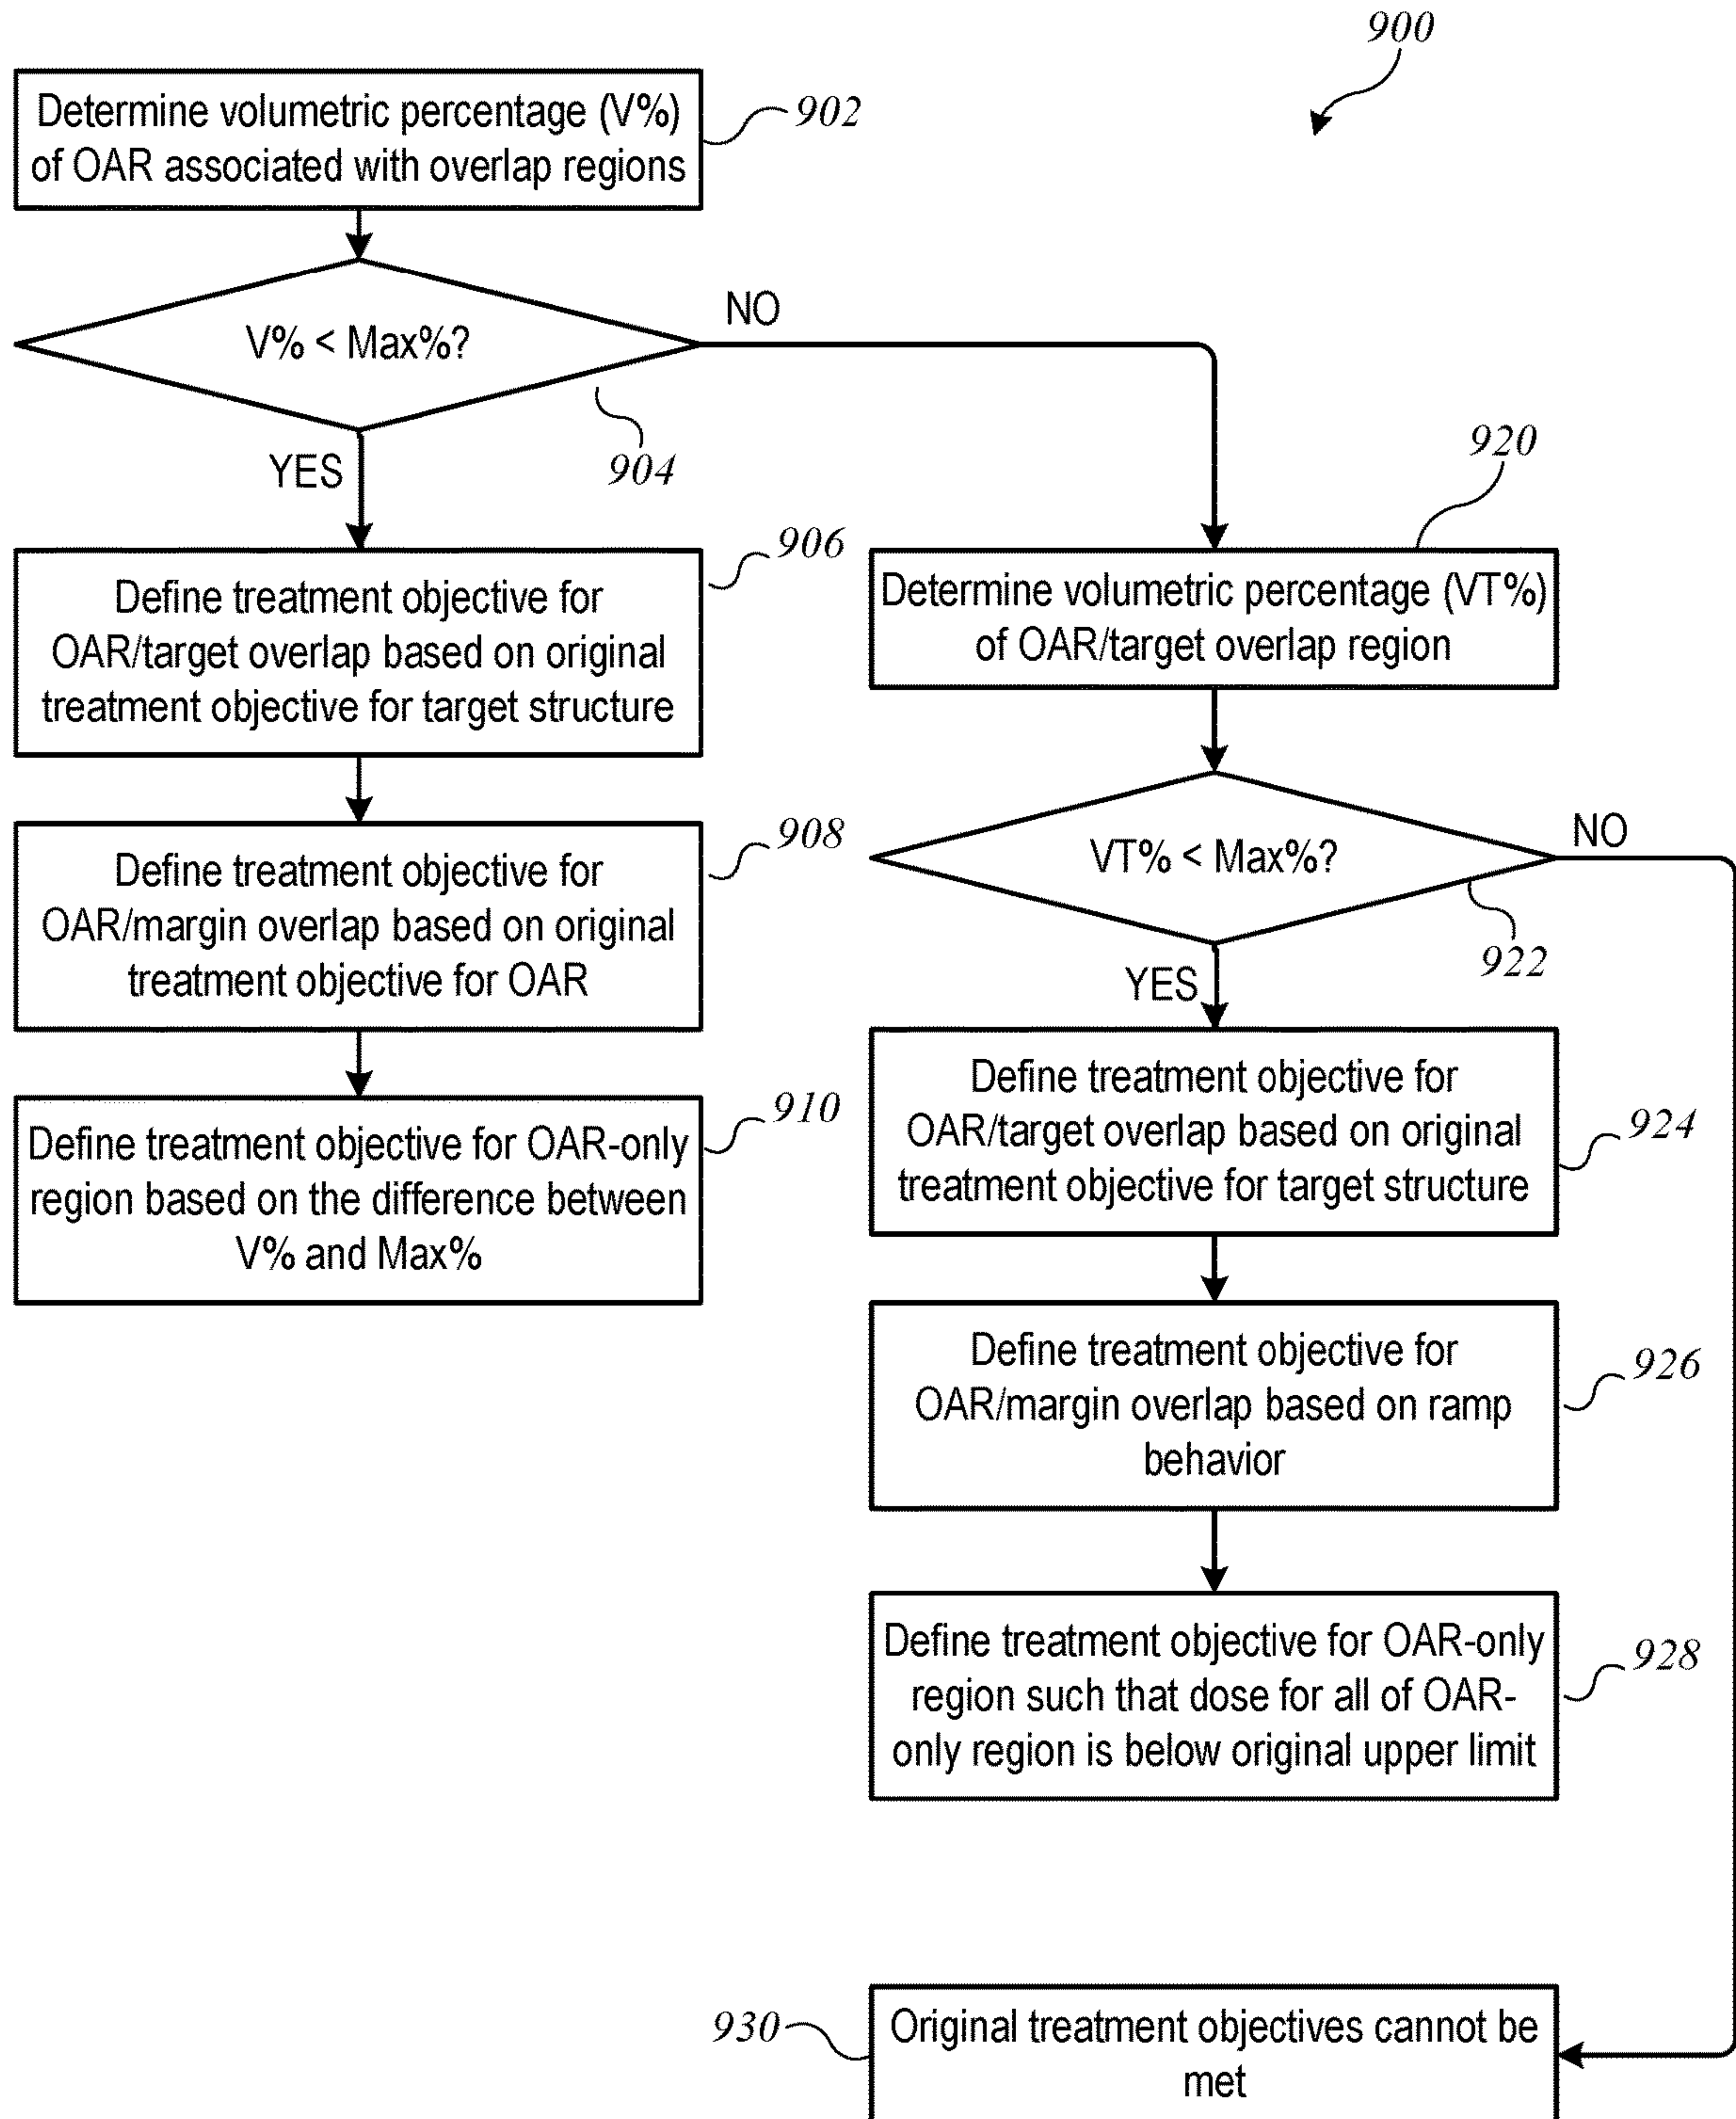 900
Determine volumetric percentage (V%)
of OAR associated with overlap regions
902
V% < Max%?
NO
904
YES
906
Define treatment objective for
OAR/target overlap based on original
treatment objective for target structure
908
Define treatment objective for
OAR/margin overlap based on original
treatment objective for OAR
910
Define treatment objective for OAR-only
region based on the difference between
V% and Max%
920
Determine volumetric percentage (VT%)
of OAR/target overlap region
VT% < Max%?
NO
922
YES
Define treatment objective for
OAR/target overlap based on original
treatment objective for target structure
924
Define treatment objective for
OAR/margin overlap based on ramp
behavior
926
Define treatment objective for OAR-only
region such that dose for all of OAR-
only region is below original upper limit
928
930
Original treatment objectives cannot be
met